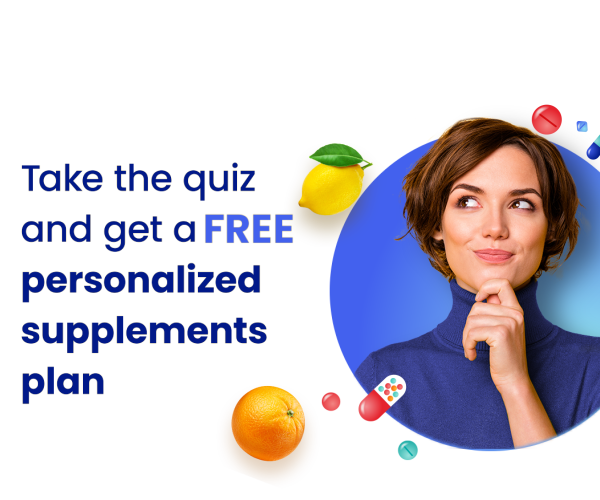 Take the quiz
and get a FREE
personalized
supplements
plan